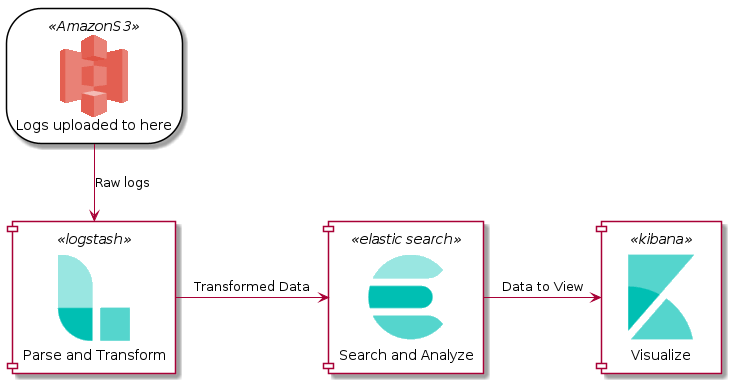 «AmazonS3»
Logs uploaded to here
Raw logs
«logstash»
Parse and Transform
Transformed Data
«elastic search»
Search and Analyze
Data to View
«kibana»
Visualize